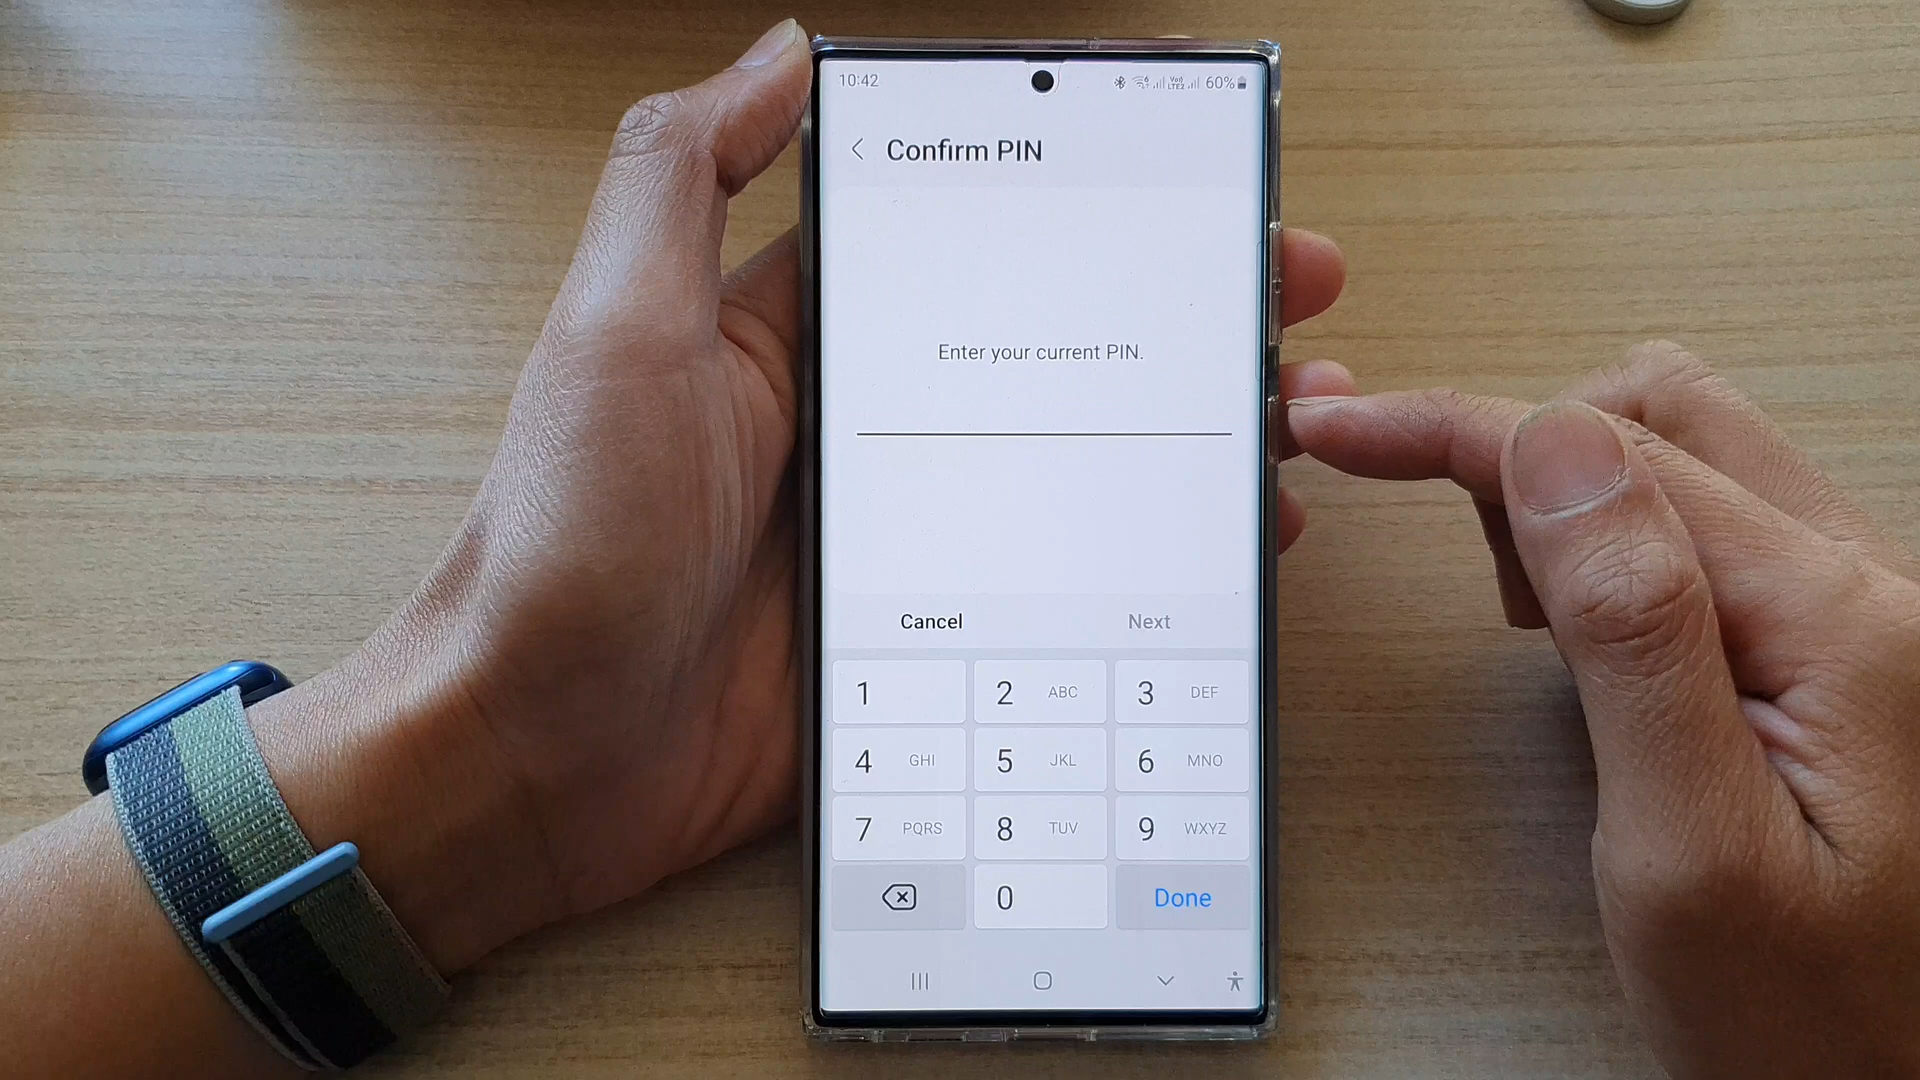 10:42 60%
Confirm PIN
Enter your current PIN.
Cancel Next
1 2 ABC 3 DEF
4 GHI 5 JKL 6 MNO
7 PQRS 8 TUV 9 WXYZ
0 Done